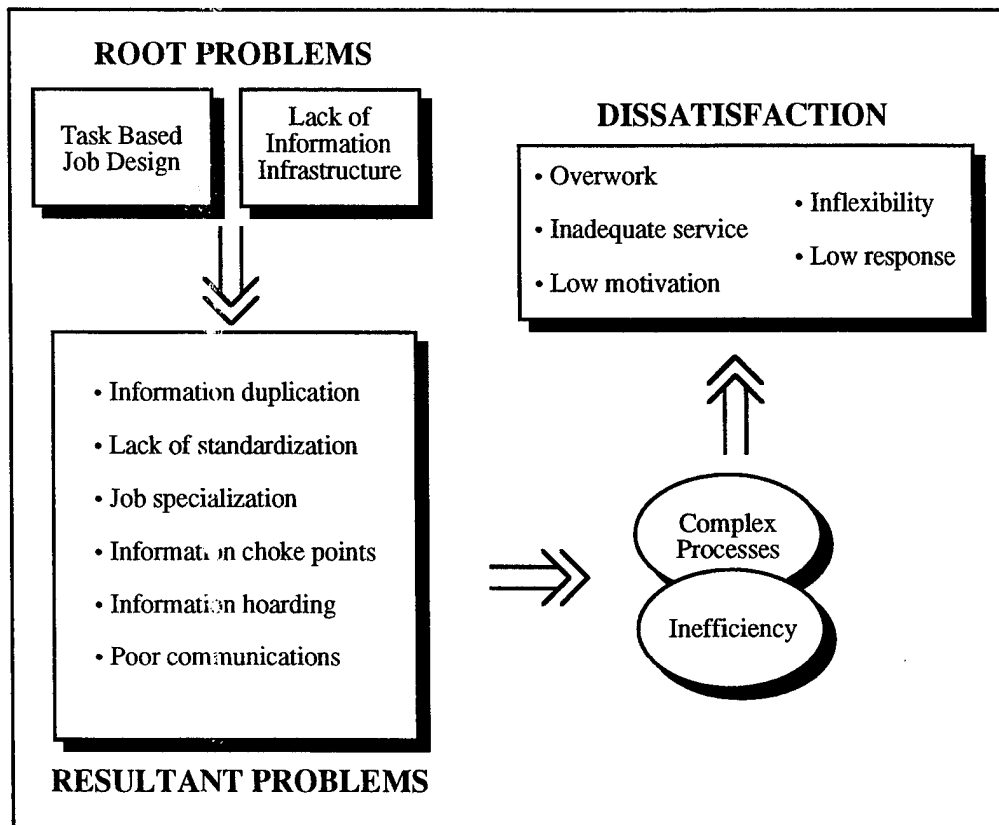 ROOT PROBLEMS
Task Based
Job Design
Lack of
Information
Infrastructure
• Information duplication
• Lack of standardization
• Job specialization
• Information choke points
• Information hoarding
• Poor communications
RESULTANT PROBLEMS
Complex
Processes
Inefficiency
DISSATISFACTION
• Overwork
• Inadequate service
• Low motivation
• Inflexibility
• Low response